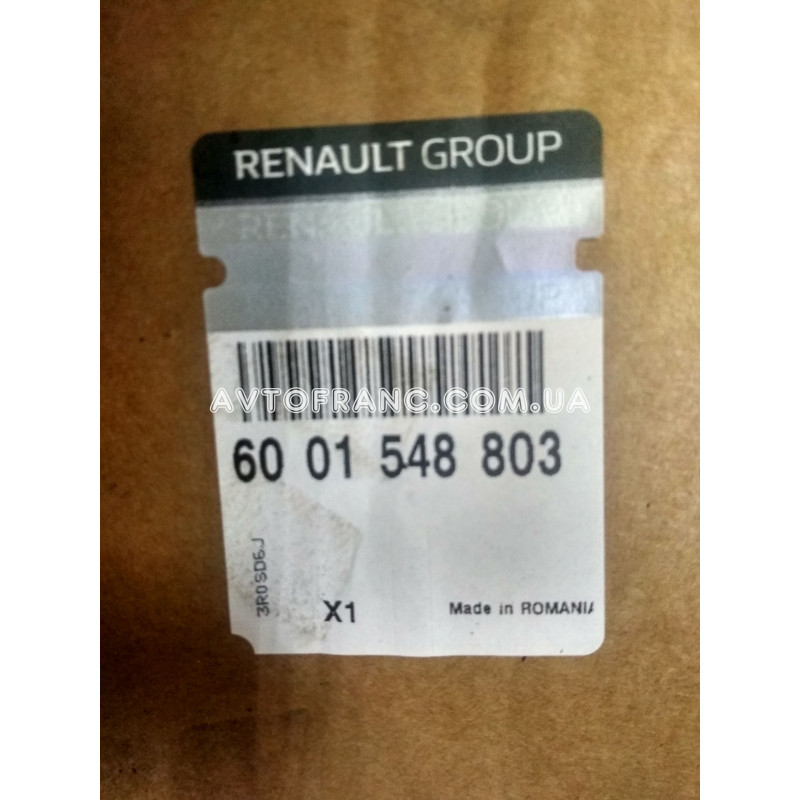 RENAULT GROUP
AVTOFRANC.COM.UA
60 01 548 803
3R0SD6J
X1
Made in ROMANIA